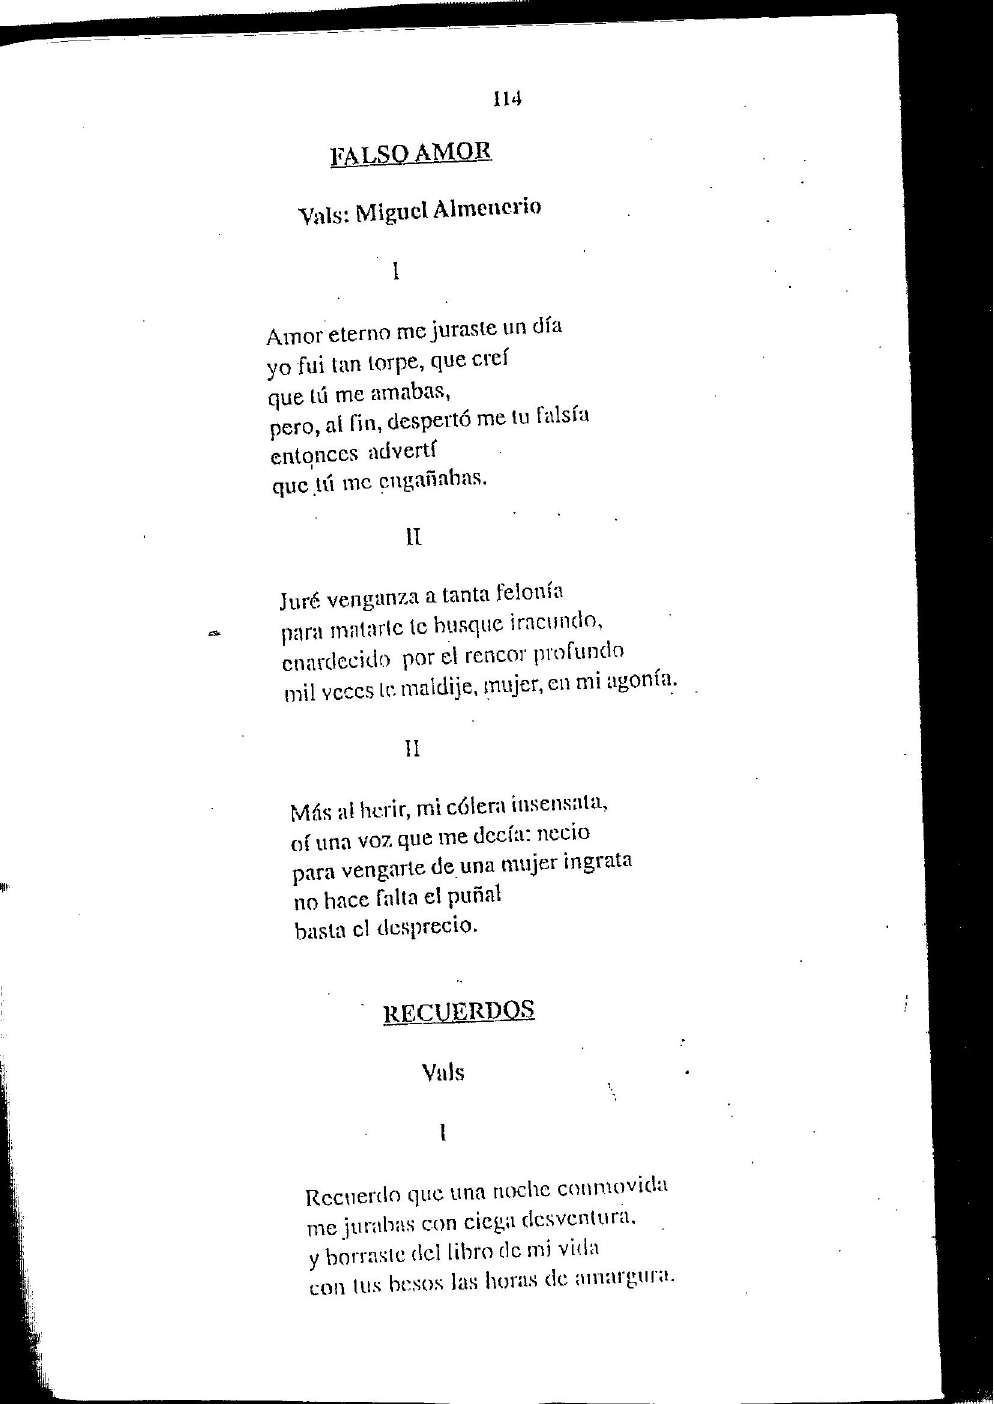 114
FALSO AMOR
Vals: Miguel Almenerio
I
Amor eterno me juraste un día
yo fui tan torpe, que creí
que tú me amabas,
pero, al fin, despertó me tu falsía
entonces advertí
que tú me engañabas.
II
Juré venganza a tanta felonía
para matarte te busque iracundo,
enardecido por el rencor profundo
mil veces te maldije, mujer, en mi agonía.
II
Más al herir, mi cólera insensata,
oí una voz que me decía: necio
para vengarte de una mujer ingrata
no hace falta el puñal
basta el desprecio.
RECUERDOS
Vals
I
Recuerdo que una noche conmovida
me jurabas con ciega desventura.
y borraste del libro de mi vida
con tus besos las horas de amargura.